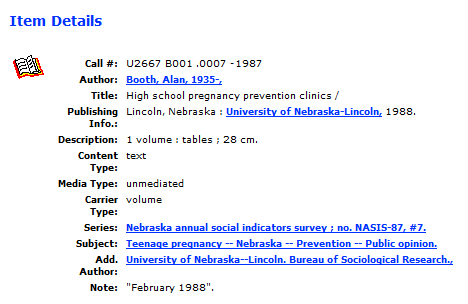 Item Details
Call #: U2667 B001 .0007 -1987
Author: Booth, Alan, 1935-,
Title: High school pregnancy prevention clinics /
Publishing Info.: Lincoln, Nebraska : University of Nebraska-Lincoln, 1988.
Description: 1 volume : tables ; 28 cm.
Content Type: text
Media Type: unmediated
Carrier Type: volume
Series: Nebraska annual social indicators survey ; no. NASIS-87, #7.
Subject: Teenage pregnancy -- Nebraska -- Prevention -- Public opinion.
Add. Author: University of Nebraska--Lincoln. Bureau of Sociological Research.,
Note: "February 1988".